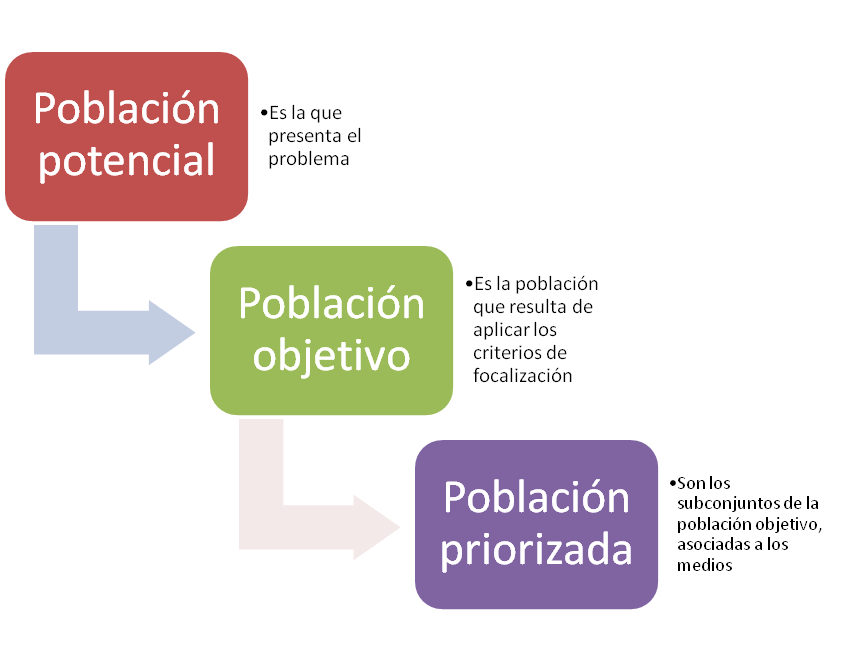 Población
potencial
•Es la que
presenta el
problema
Población
objetivo
•Es la población
que resulta de
aplicar los
criterios de
focalización
Población
priorizada
•Son los
subconjuntos de la
población objetivo,
asociadas a los
medios